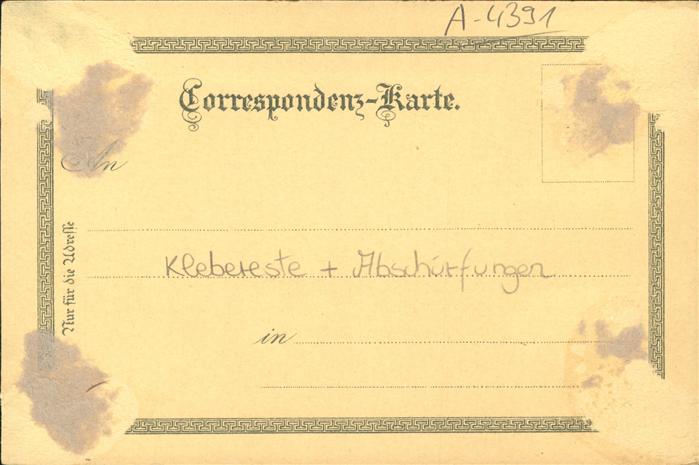 A-4391
Correspondenz-Karte.
An
Nur für die Adresse
Klebereste + Abschürfungen
in